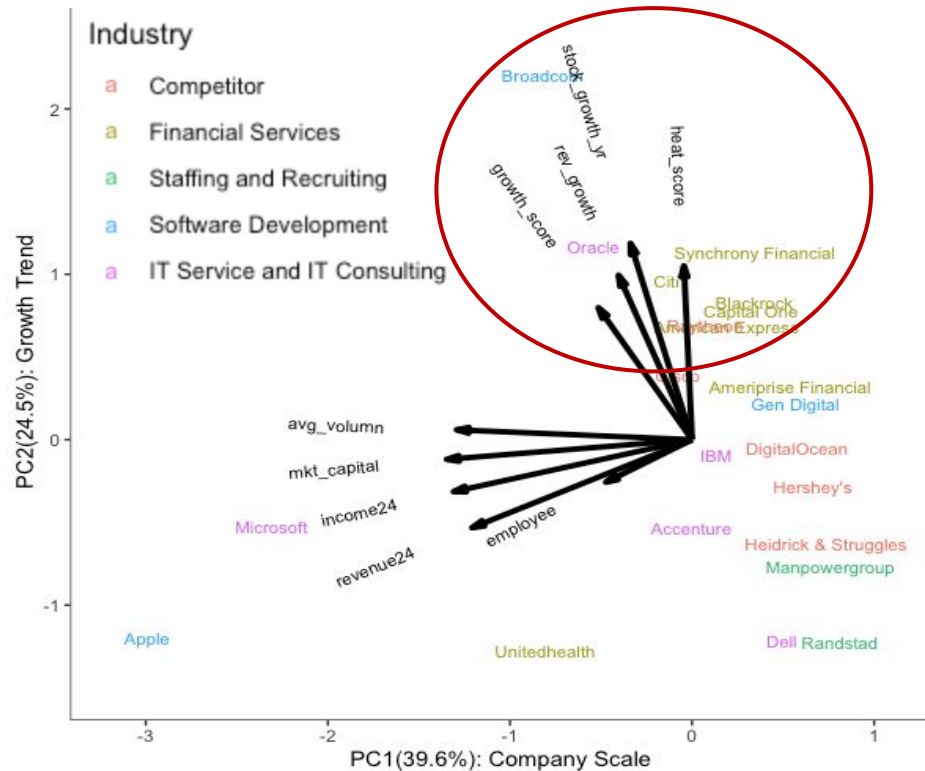 Industry
a Competitor
a Financial Services
a Staffing and Recruiting
a Software Development
a IT Service and IT Consulting
Broadcom
stock_growth_yr
heat_score
rev_growth
growth_score
Oracle
Synchrony Financial
Citi
Blackrock
Capital One
Raytheon
American Express
Ameriprise Financial
Gen Digital
avg_volumn
IBM
DigitalOcean
mkt_capital
Hershey's
income24
employee
Microsoft
Accenture
Heidrick & Struggles
revenue24
Manpowergroup
Apple
Unitedhealth
Dell
Randstad
2
1
0
-1
PC2(24.5%): Growth Trend
-3
-2
-1
0
1
PC1(39.6%): Company Scale